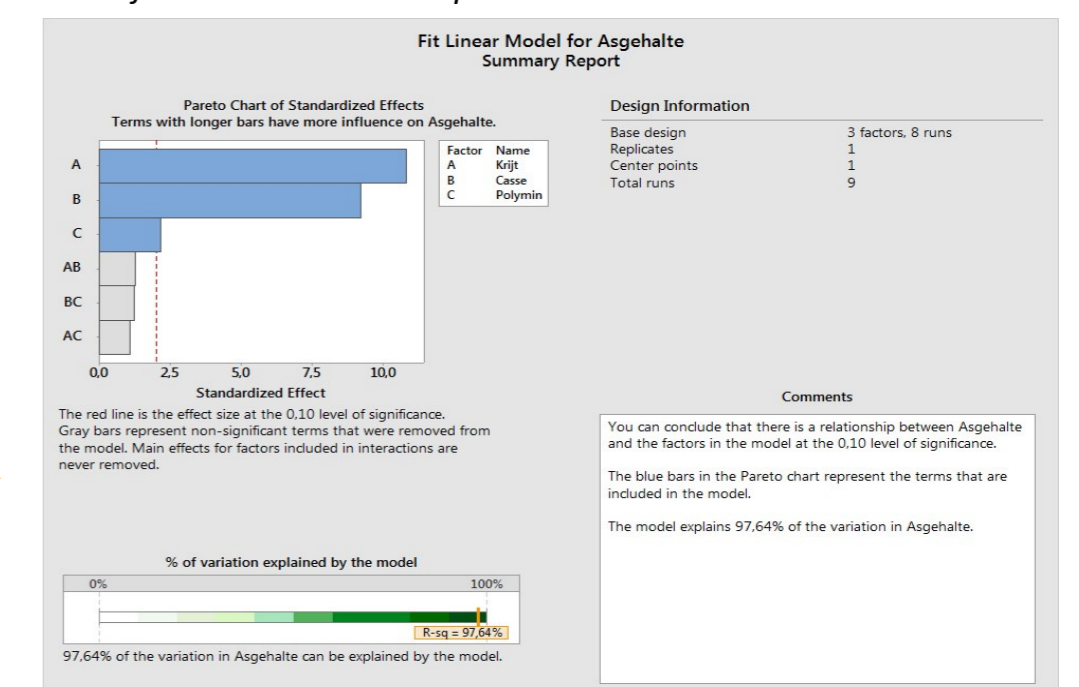 Fit Linear Model for Asgehalte
Summary Report
Pareto Chart of Standardized Effects
Terms with longer bars have more influence on Asgehalte.
Factor Name
A Krijt
B Casse
C Polymin
A
B
C
AB
BC
AC
0,0 2,5 5,0 7,5 10,0
Standardized Effect
The red line is the effect size at the 0,10 level of significance.
Gray bars represent non-significant terms that were removed from
the model. Main effects for factors included in interactions are
never removed.
% of variation explained by the model
0% 100%
R-sq = 97,64%
97,64% of the variation in Asgehalte can be explained by the model.
Design Information
Base design 3 factors, 8 runs
Replicates 1
Center points 1
Total runs 9
Comments
You can conclude that there is a relationship between Asgehalte
and the factors in the model at the 0,10 level of significance.
The blue bars in the Pareto chart represent the terms that are
included in the model.
The model explains 97,64% of the variation in Asgehalte.